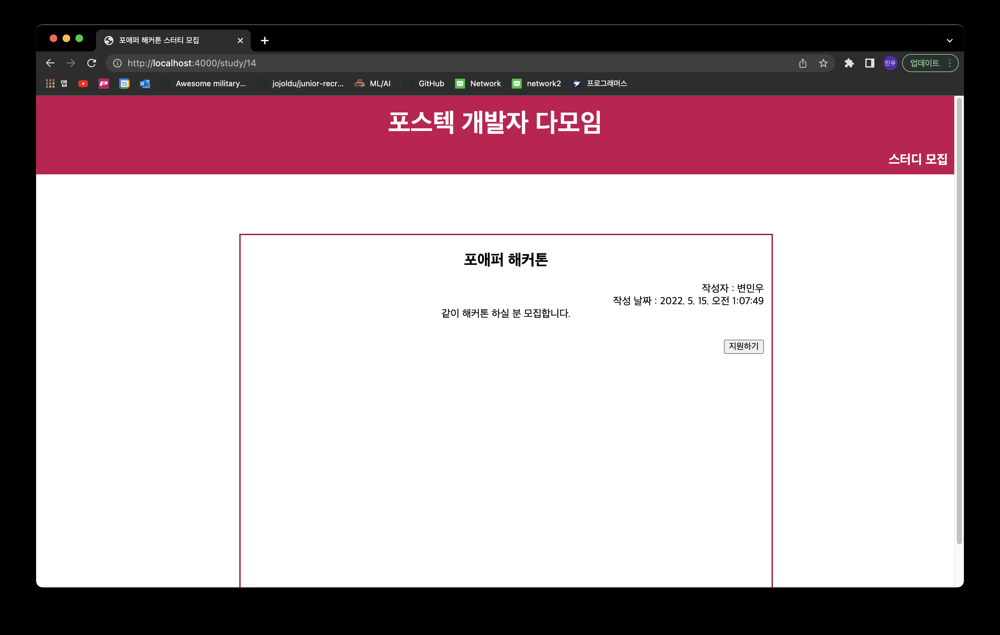 포애퍼 해커톤 스터티 모집
http://localhost:4000/study/14
민우
업데이트
앱
15
Awesome military...
jojoldu/junior-recr...
ML/AI
GitHub
Network
network2
프로그래머스
포스텍 개발자 다모임
스터디 모집
포애퍼 해커톤
작성자 : 변민우
작성 날짜 : 2022. 5. 15. 오전 1:07:49
같이 해커톤 하실 분 모집합니다.
지원하기